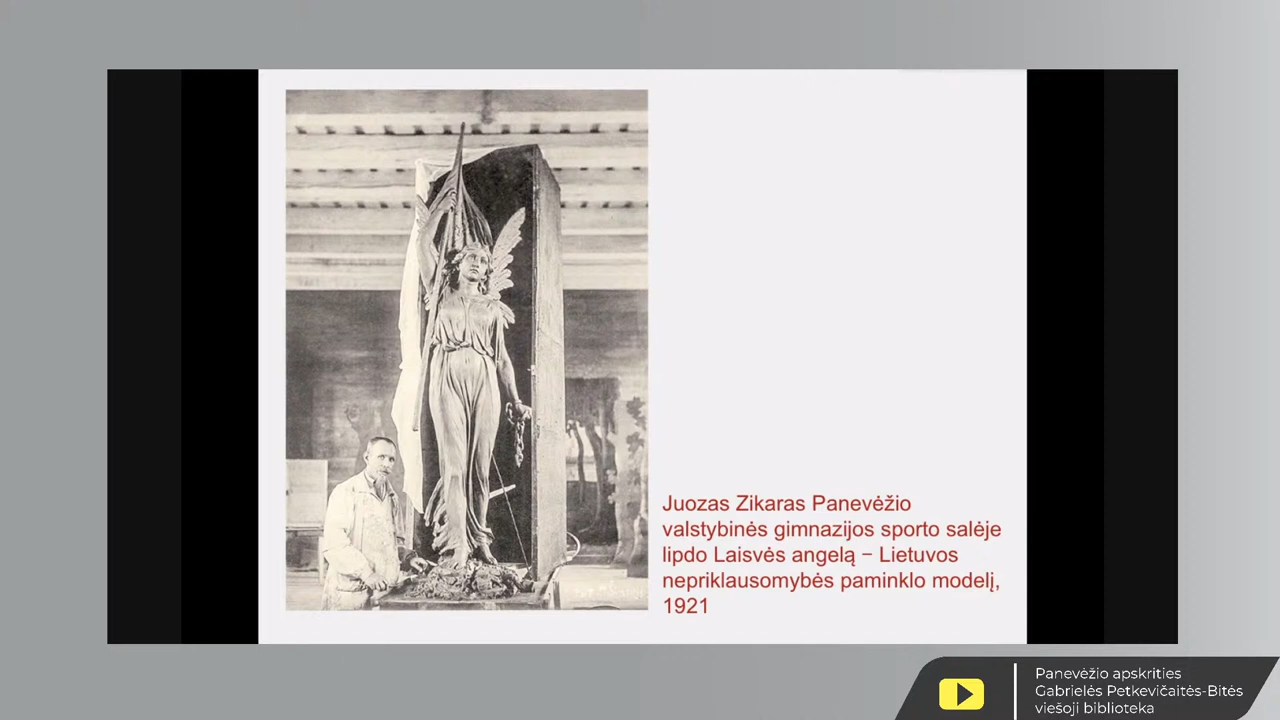 Juozas Zikaras Panevėžio
valstybinės gimnazijos sporto salėje
lipdo Laisvės angelą – Lietuvos
nepriklausomybės paminklo modelį,
1921
Panevėžio apskrities
Gabrielės Petkevičaitės-Bitės
viešoji biblioteka